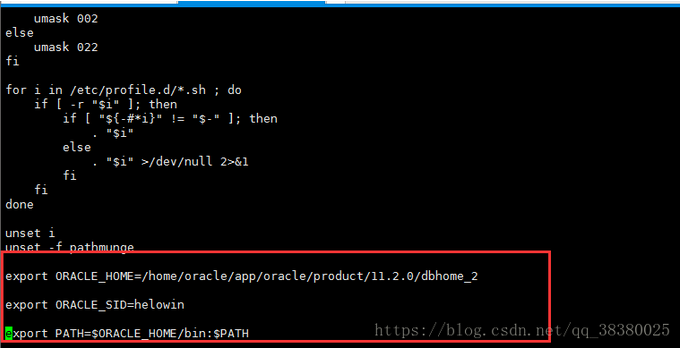 umask 002
else
    umask 022
fi
for i in /etc/profile.d/*.sh ; do
    if [ -r "$i" ]; then
        if [ "${-#*i}" != "$-" ]; then
            . "$i"
        else
            . "$i" >/dev/null 2>&1
        fi
    fi
done
unset i
unset -f pathmunge
export ORACLE_HOME=/home/oracle/app/oracle/product/11.2.0/dbhome_2
export ORACLE_SID=helowin
export PATH=$ORACLE_HOME/bin:$PATH
https://blog.csdn.net/qq_38380025